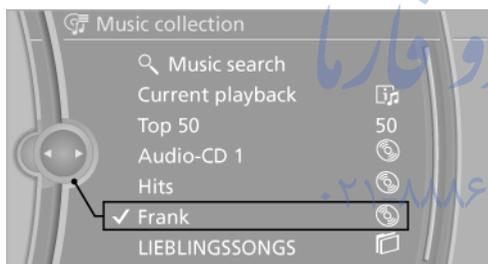 Music collection
Music search
Current playback
Top 50 50
Audio-CD 1
Hits
Frank
LIEBLINGSSONGS